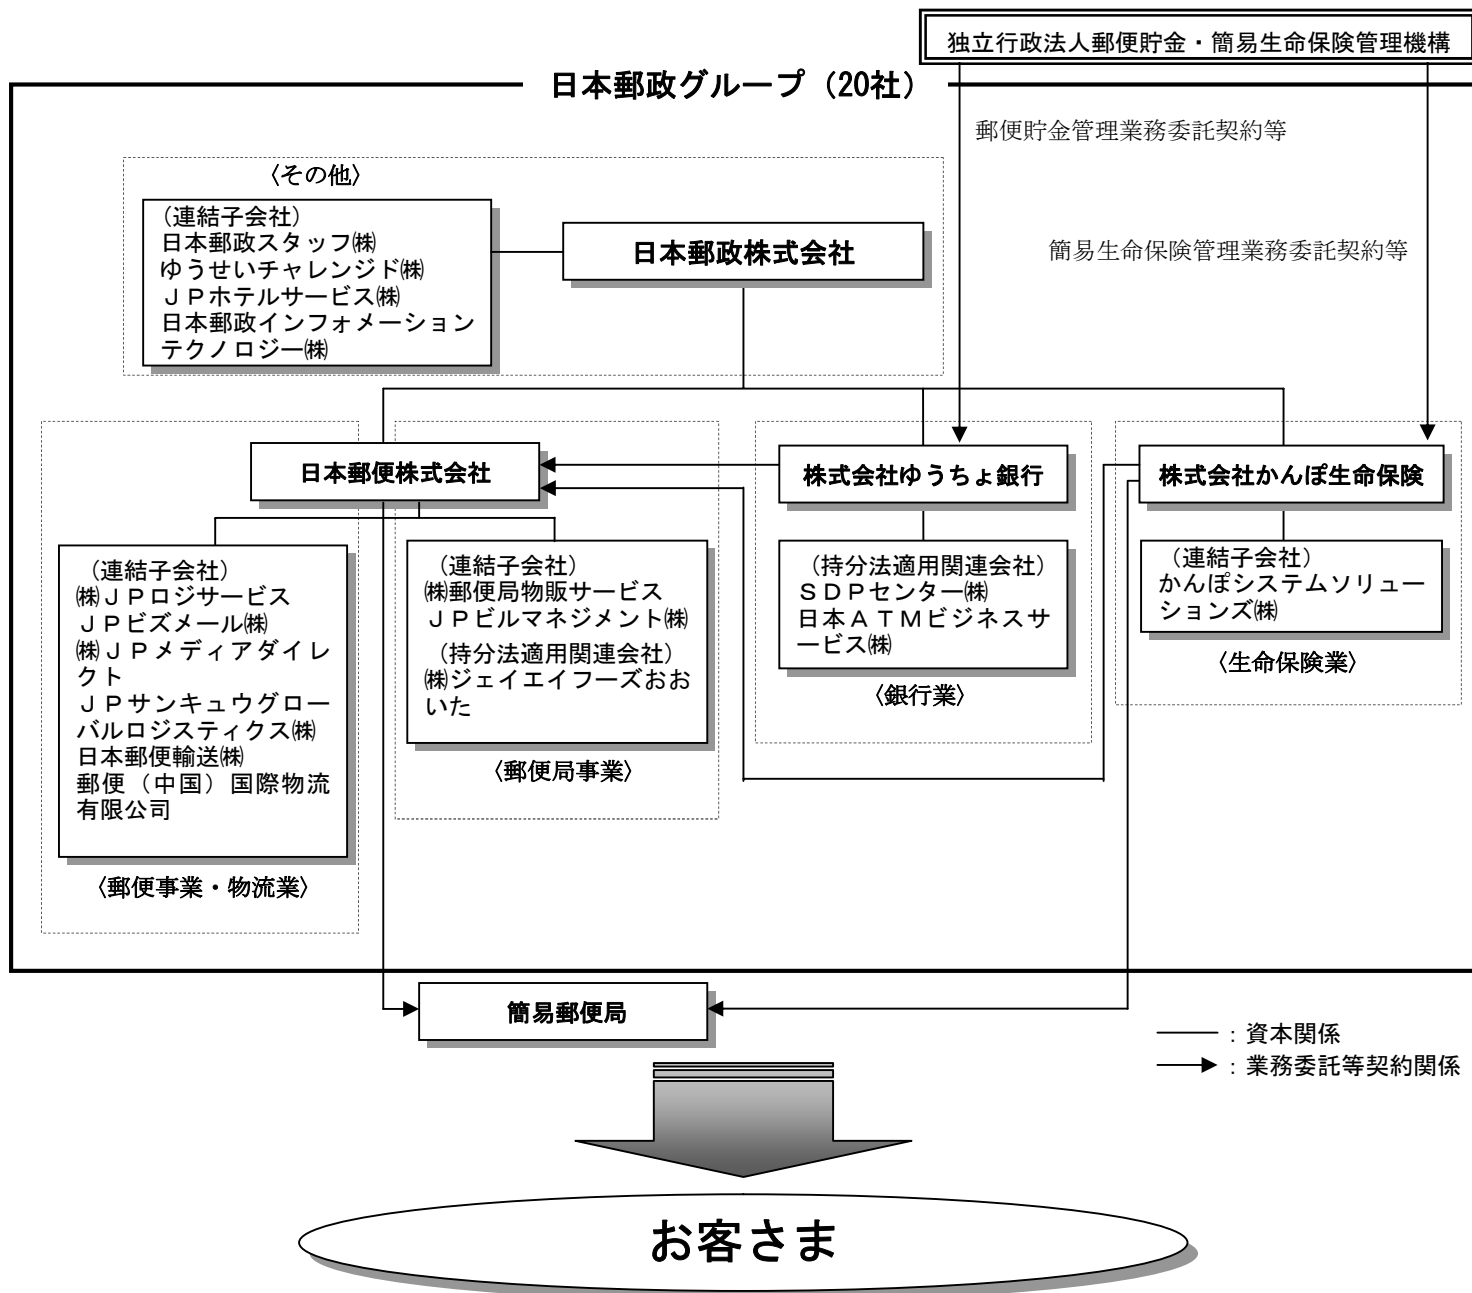 独立行政法人郵便貯金・簡易生命保険管理機構
日本郵政グループ（20社）
郵便貯金管理業務委託契約等
簡易生命保険管理業務委託契約等
〈その他〉
（連結子会社）
日本郵政スタッフ㈱
ゆうせいチャレンジド㈱
ＪＰホテルサービス㈱
日本郵政インフォメーション
テクノロジー㈱
日本郵政株式会社
日本郵便株式会社
株式会社ゆうちょ銀行
株式会社かんぽ生命保険
（連結子会社）
㈱ＪＰロジサービス
ＪＰビズメール㈱
㈱ＪＰメディアダイレ
クト
ＪＰサンキュウグロー
バルロジスティクス㈱
日本郵便輸送㈱
郵便（中国）国際物流
有限公司
〈郵便事業・物流業〉
（連結子会社）
㈱郵便局物販サービス
ＪＰビルマネジメント㈱
（持分法適用関連会社）
㈱ジェイエイフーズおお
いた
〈郵便局事業〉
（持分法適用関連会社）
ＳＤＰセンター㈱
日本ＡＴＭビジネスサ
ービス㈱
〈銀行業〉
（連結子会社）
かんぽシステムソリュー
ションズ㈱
〈生命保険業〉
簡易郵便局
：資本関係
：業務委託等契約関係
お客さま